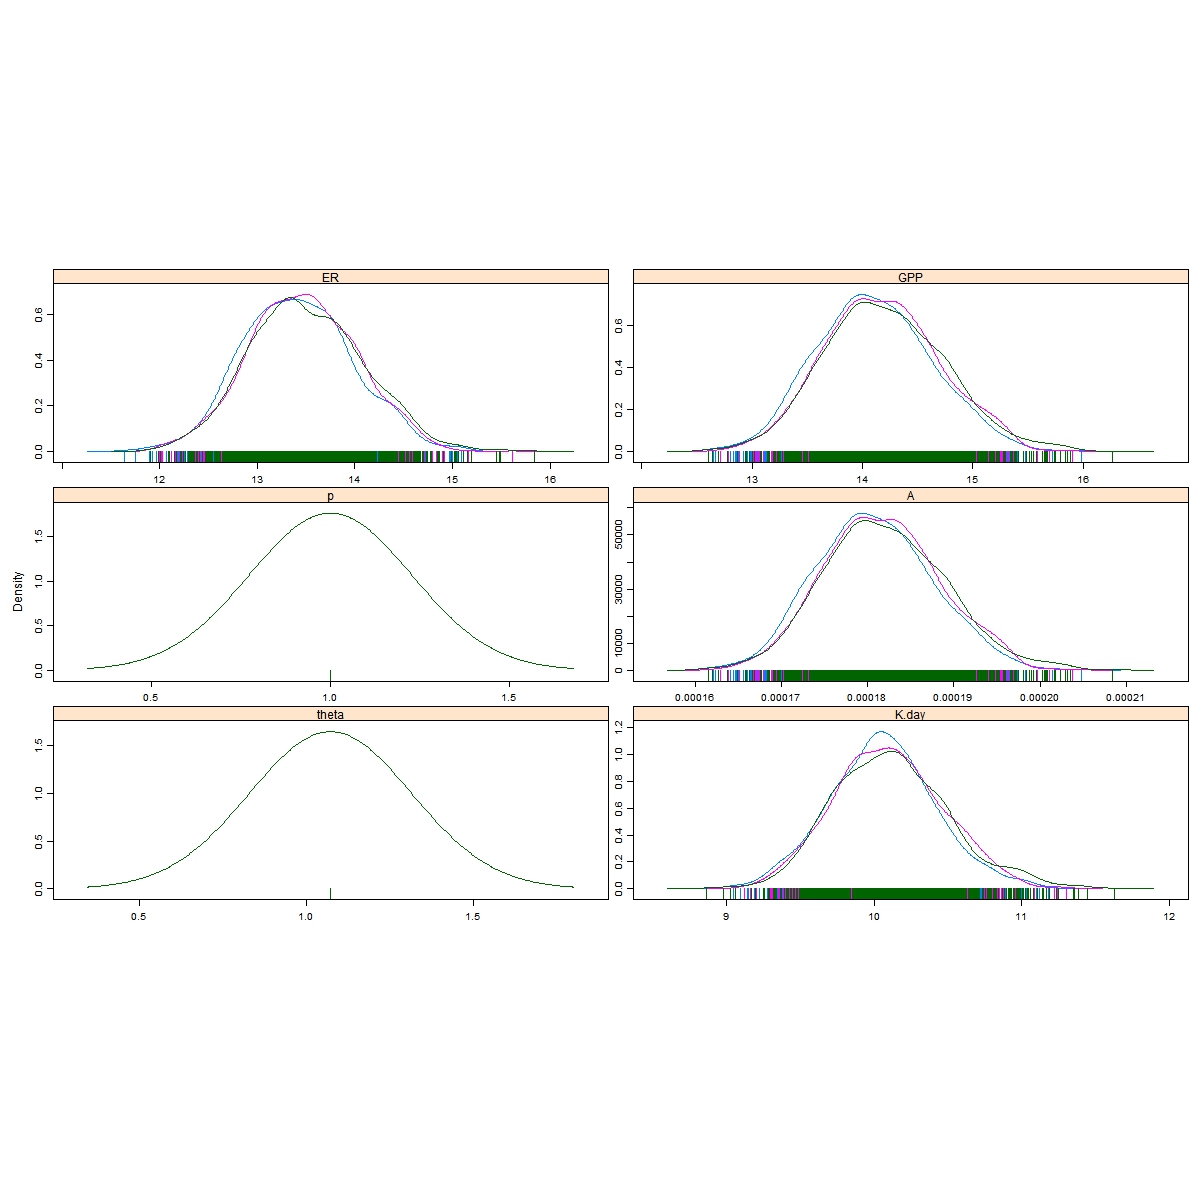 ER
0.0 0.2 0.4 0.6
12 13 14 15 16
GPP
0.0 0.2 0.4 0.6
13 14 15 16
p
0.0 0.5 1.0 1.5
0.5 1.0 1.5
A
0 10000 30000 50000
0.00016 0.00017 0.00018 0.00019 0.00020 0.00021
Density
theta
0.0 0.5 1.0 1.5
0.5 1.0 1.5
K.day
0.0 0.2 0.4 0.6 0.8 1.0 1.2
9 10 11 12